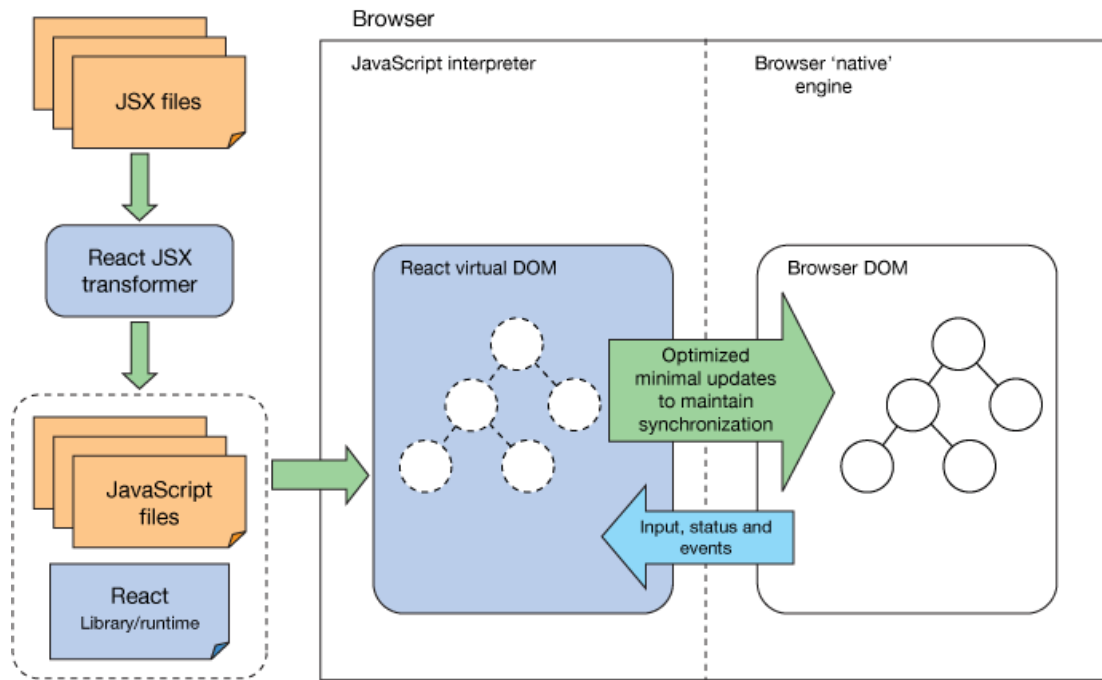 Browser
JSX files
JavaScript interpreter
Browser ‘native’
engine
React JSX
transformer
React virtual DOM
Browser DOM
Optimized
minimal updates
to maintain
synchronization
JavaScript
files
Input, status and
events
React
Library/runtime